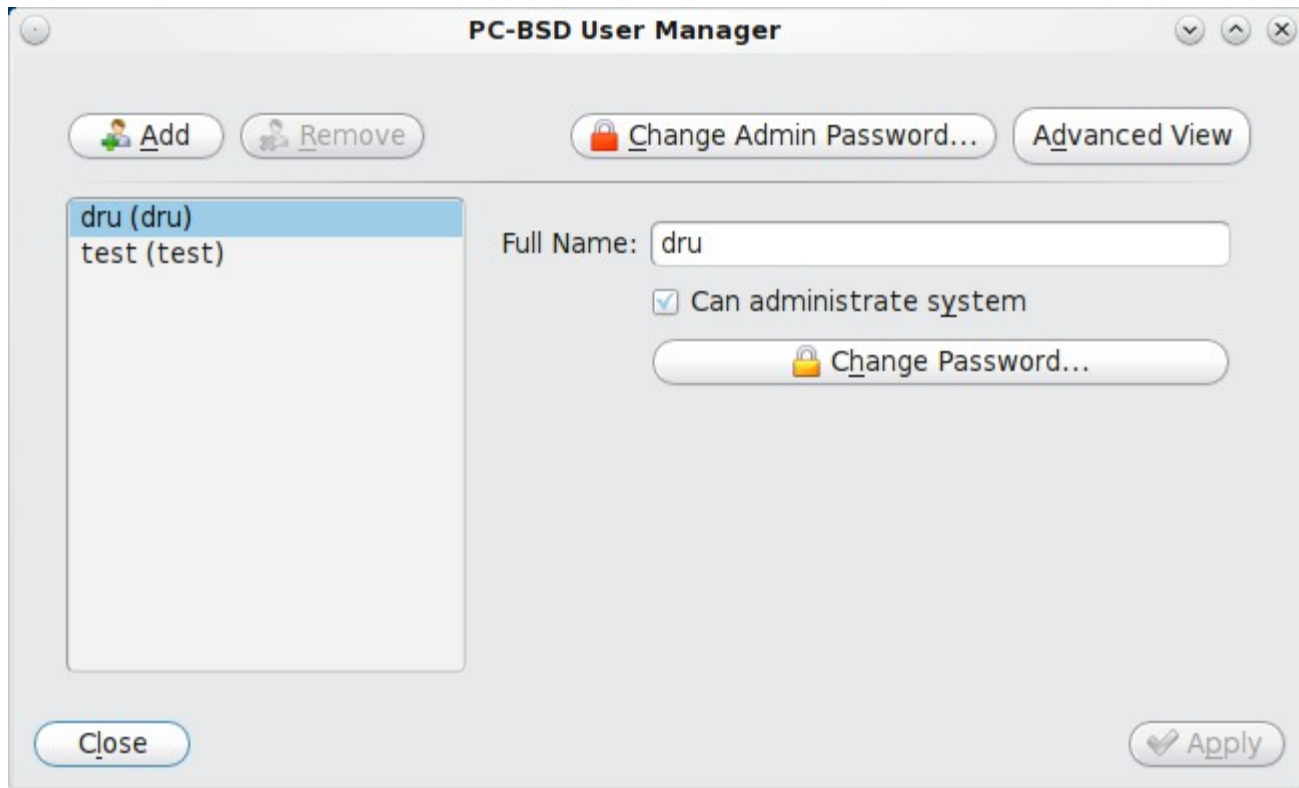 PC-BSD User Manager
Add Remove Change Admin Password... Advanced View
dru (dru)
test (test)
Full Name: dru
Can administrate system
Change Password...
Close Apply